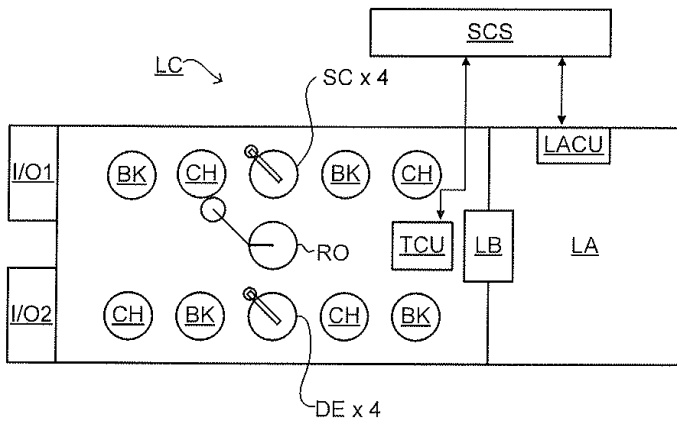 SCS
LC
SC x 4
LACU
I/O1
BK
CH
BK
CH
RO
TCU
LB
LA
I/O2
CH
BK
CH
BK
DE x 4